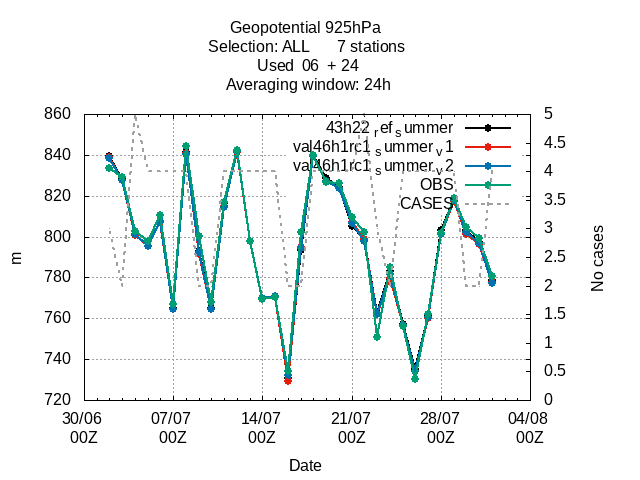 Geopotential 925hPa
Selection: ALL 7 stations
Used 06 + 24
Averaging window: 24h
860
840
820
800
780
760
740
720
5
4.5
4
3.5
3
2.5
2
1.5
1
0.5
0
43h22_ref_summer
val46h1rc1_summer_v1
val46h1rc1_summer_v2
OBS
CASES
m
No cases
30/06 00Z
07/07 00Z
14/07 00Z
21/07 00Z
28/07 00Z
04/08 00Z
Date